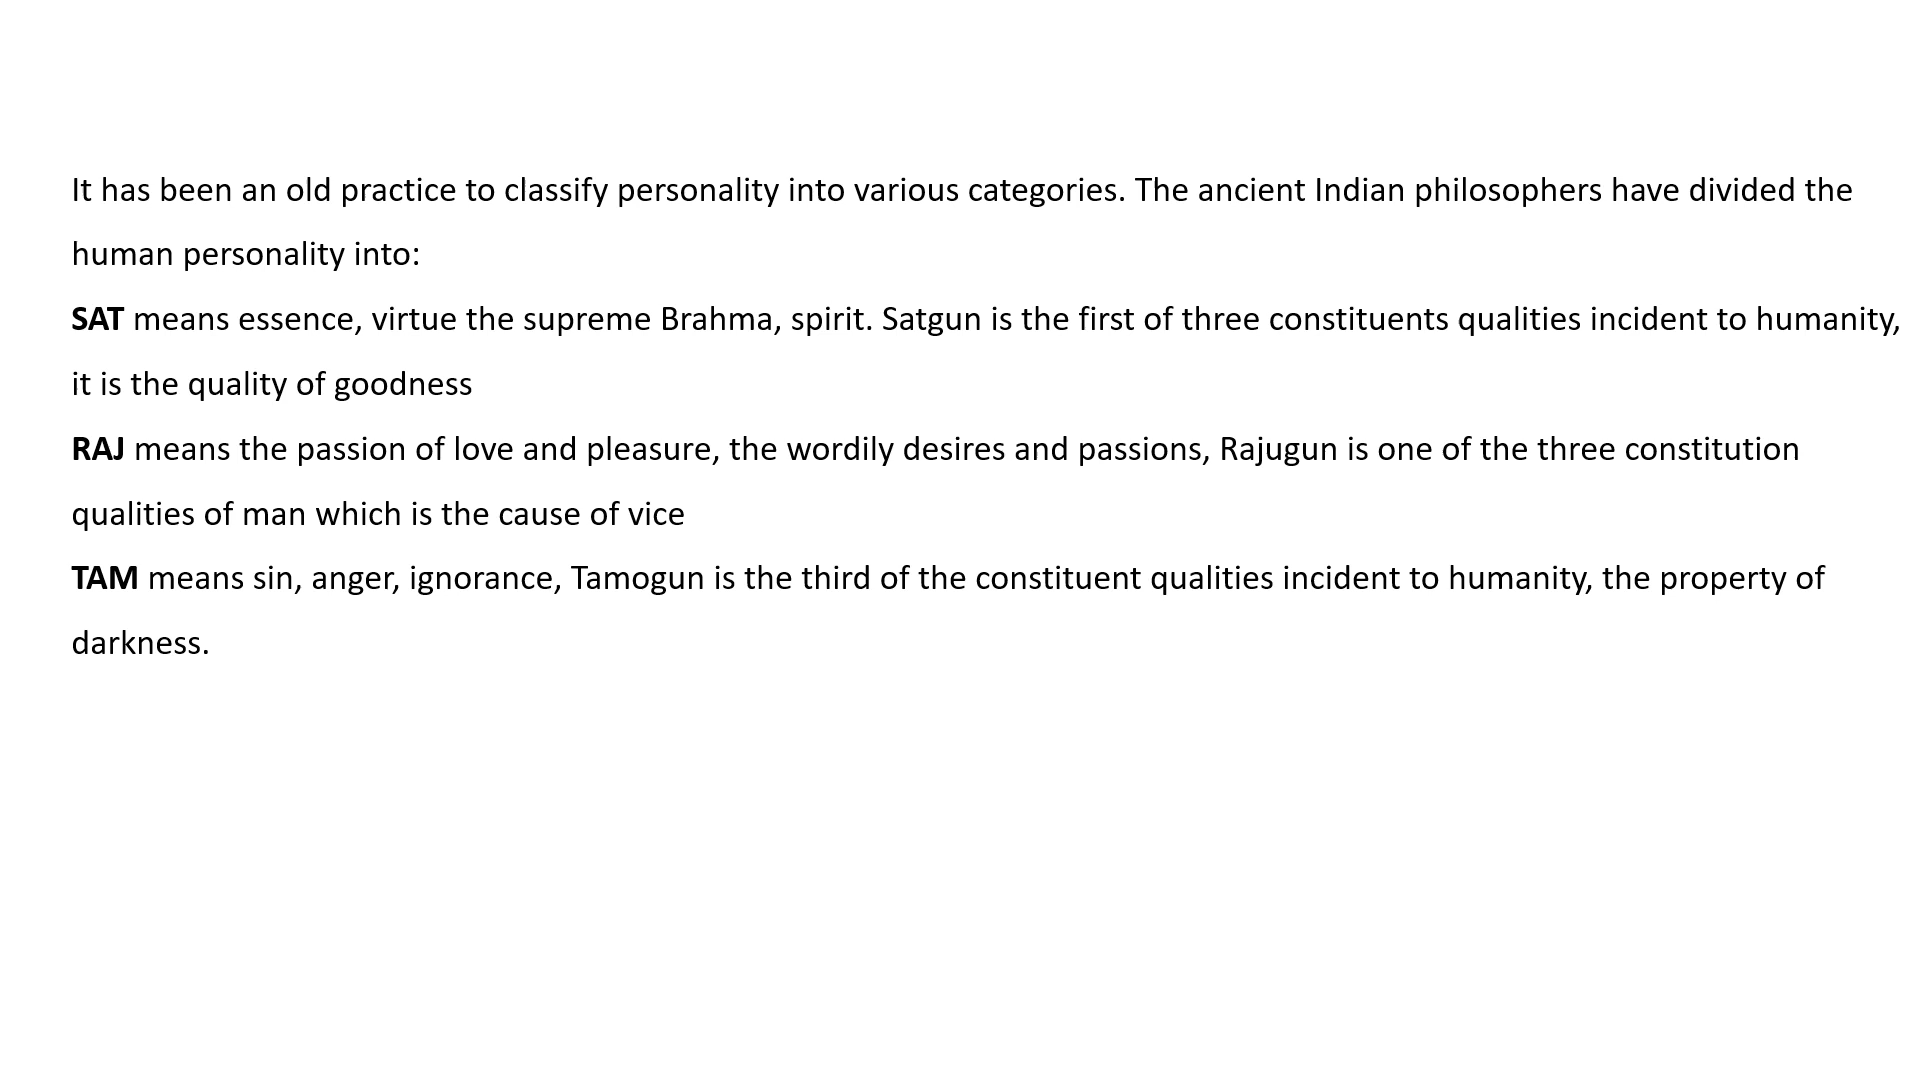 It has been an old practice to classify personality into various categories. The ancient Indian philosophers have divided the
human personality into:
SAT means essence, virtue the supreme Brahma, spirit. Satgun is the first of three constituents qualities incident to humanity,
it is the quality of goodness
RAJ means the passion of love and pleasure, the wordily desires and passions, Rajugun is one of the three constitution
qualities of man which is the cause of vice
TAM means sin, anger, ignorance, Tamogun is the third of the constituent qualities incident to humanity, the property of
darkness.